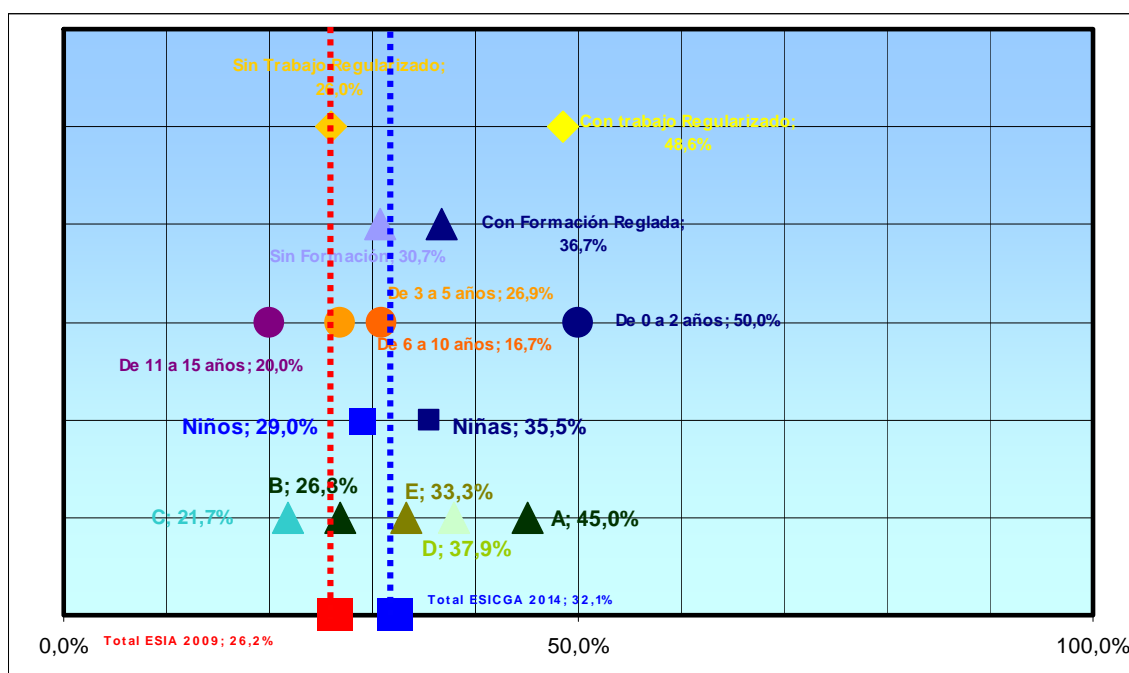 Sin Trabajo Regularizado;
Con trabajo Regularizado;
48,6%
Con Formación Reglada;
36,7%
Sin Formación; 30,7%
De 3 a 5 años; 26,9%
De 0 a 2 años; 50,0%
De 6 a 10 años; 16,7%
De 11 a 15 años; 20,0%
Niños; 29,0%
Niñas; 35,5%
B; 26,8%
E; 33,3%
C; 21,7%
A; 45,0%
D; 37,9%
Total ESICGA 2014; 32,1%
Total ESIA 2009; 26,2%
0,0%
50,0%
100,0%